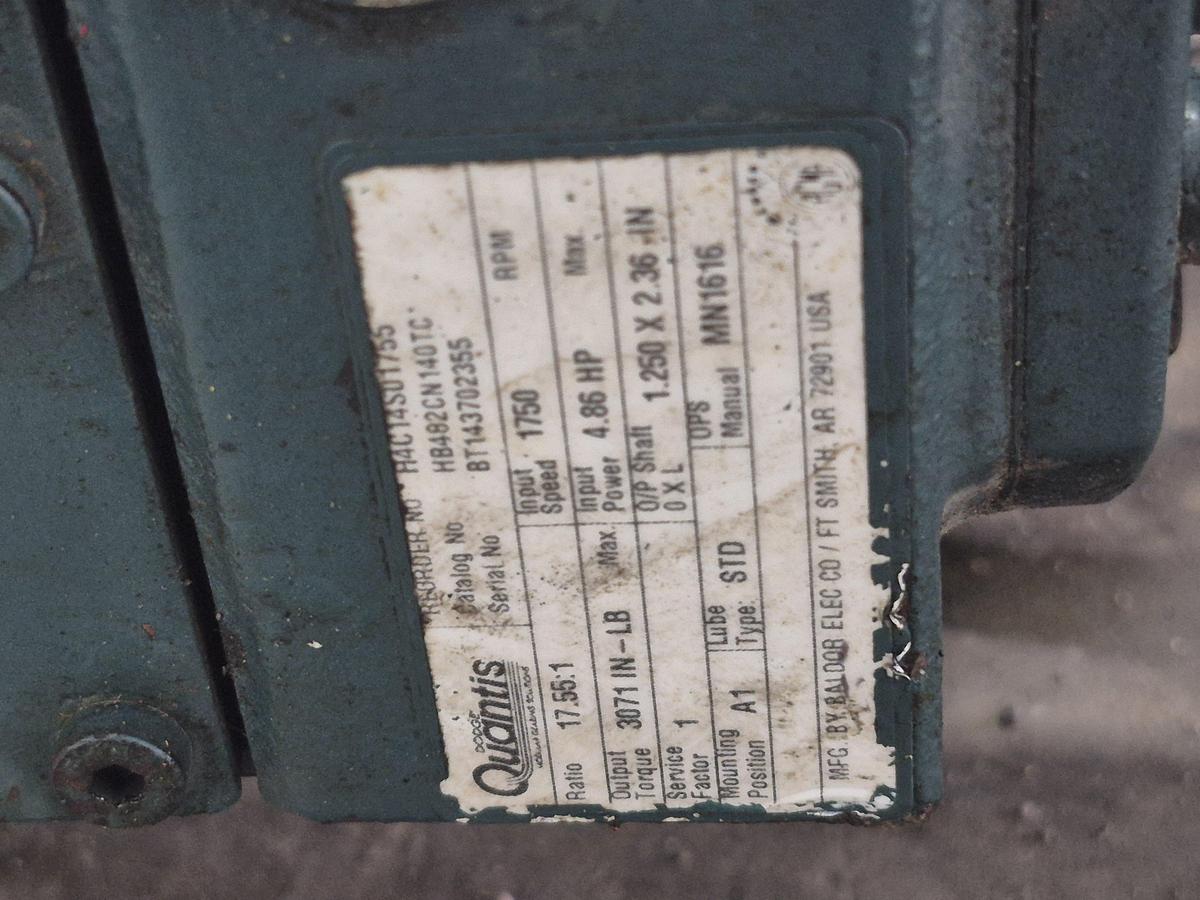 DODGE
Quantis
REORDER NO H4C14S01755
Catalog No HB482CN140TC
Serial No BT143702355
Ratio 17.55:1 Input Speed 1750 RPM
Output Torque 3071 IN-LB Max. Input Power 4.86 HP Max.
Service Factor 1 O/P Shaft O X L 1.250 X 2.36 IN
Mounting Position A1 Lube Type: STD OPS Manual MN1616
MFG. BY BALDOR ELEC CO / FT SMITH, AR 72901 USA